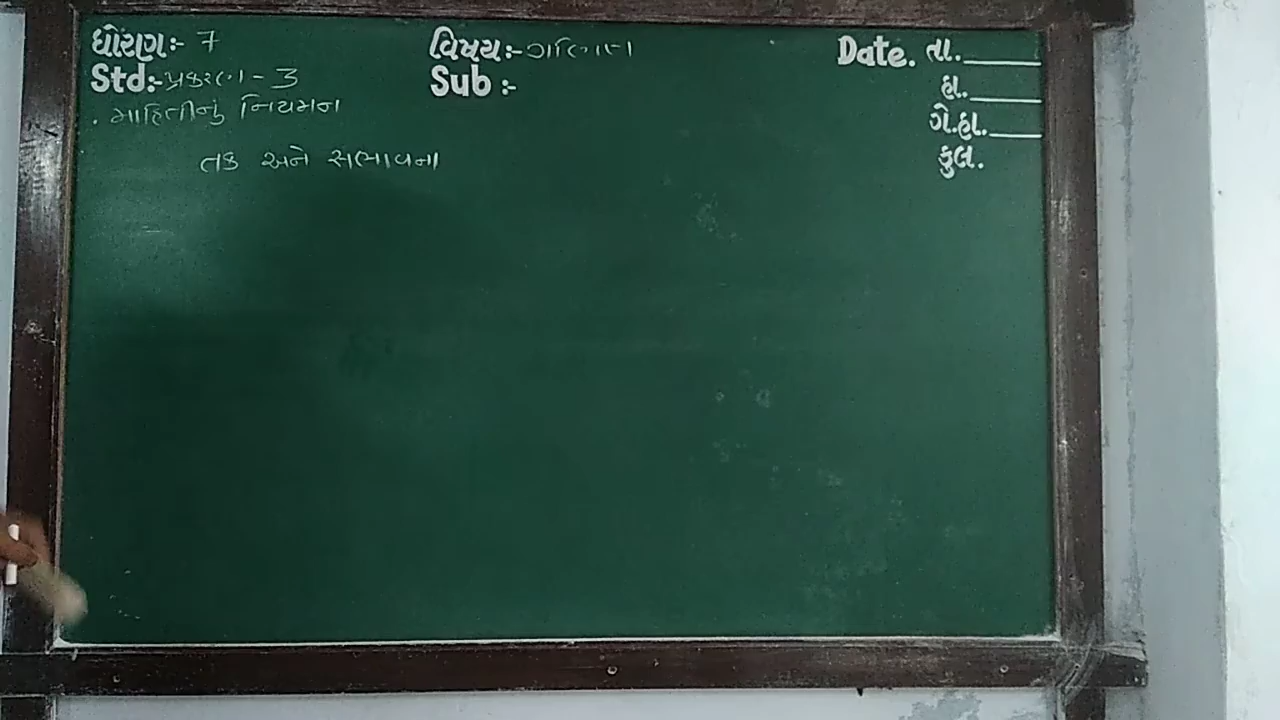 ધોરણ:- 7 વિષય:- ગણિત Date. તા.
Std:- પ્રકરણ - 3 Sub :- હા.
. માહિતીનું નિયમન ગે.હા.
તક અને સંભાવના કુલ.